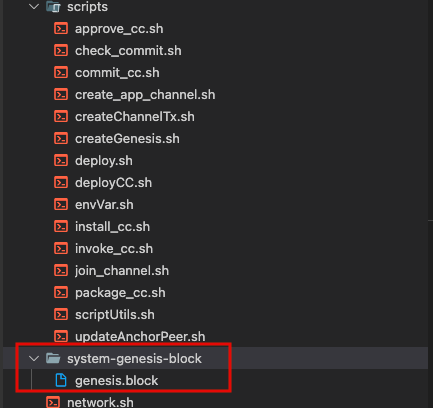 scripts
approve_cc.sh
check_commit.sh
commit_cc.sh
create_app_channel.sh
createChannelTx.sh
createGenesis.sh
deploy.sh
deployCC.sh
envVar.sh
install_cc.sh
invoke_cc.sh
join_channel.sh
package_cc.sh
scriptUtils.sh
updateAnchorPeer.sh
system-genesis-block
genesis.block
network.sh